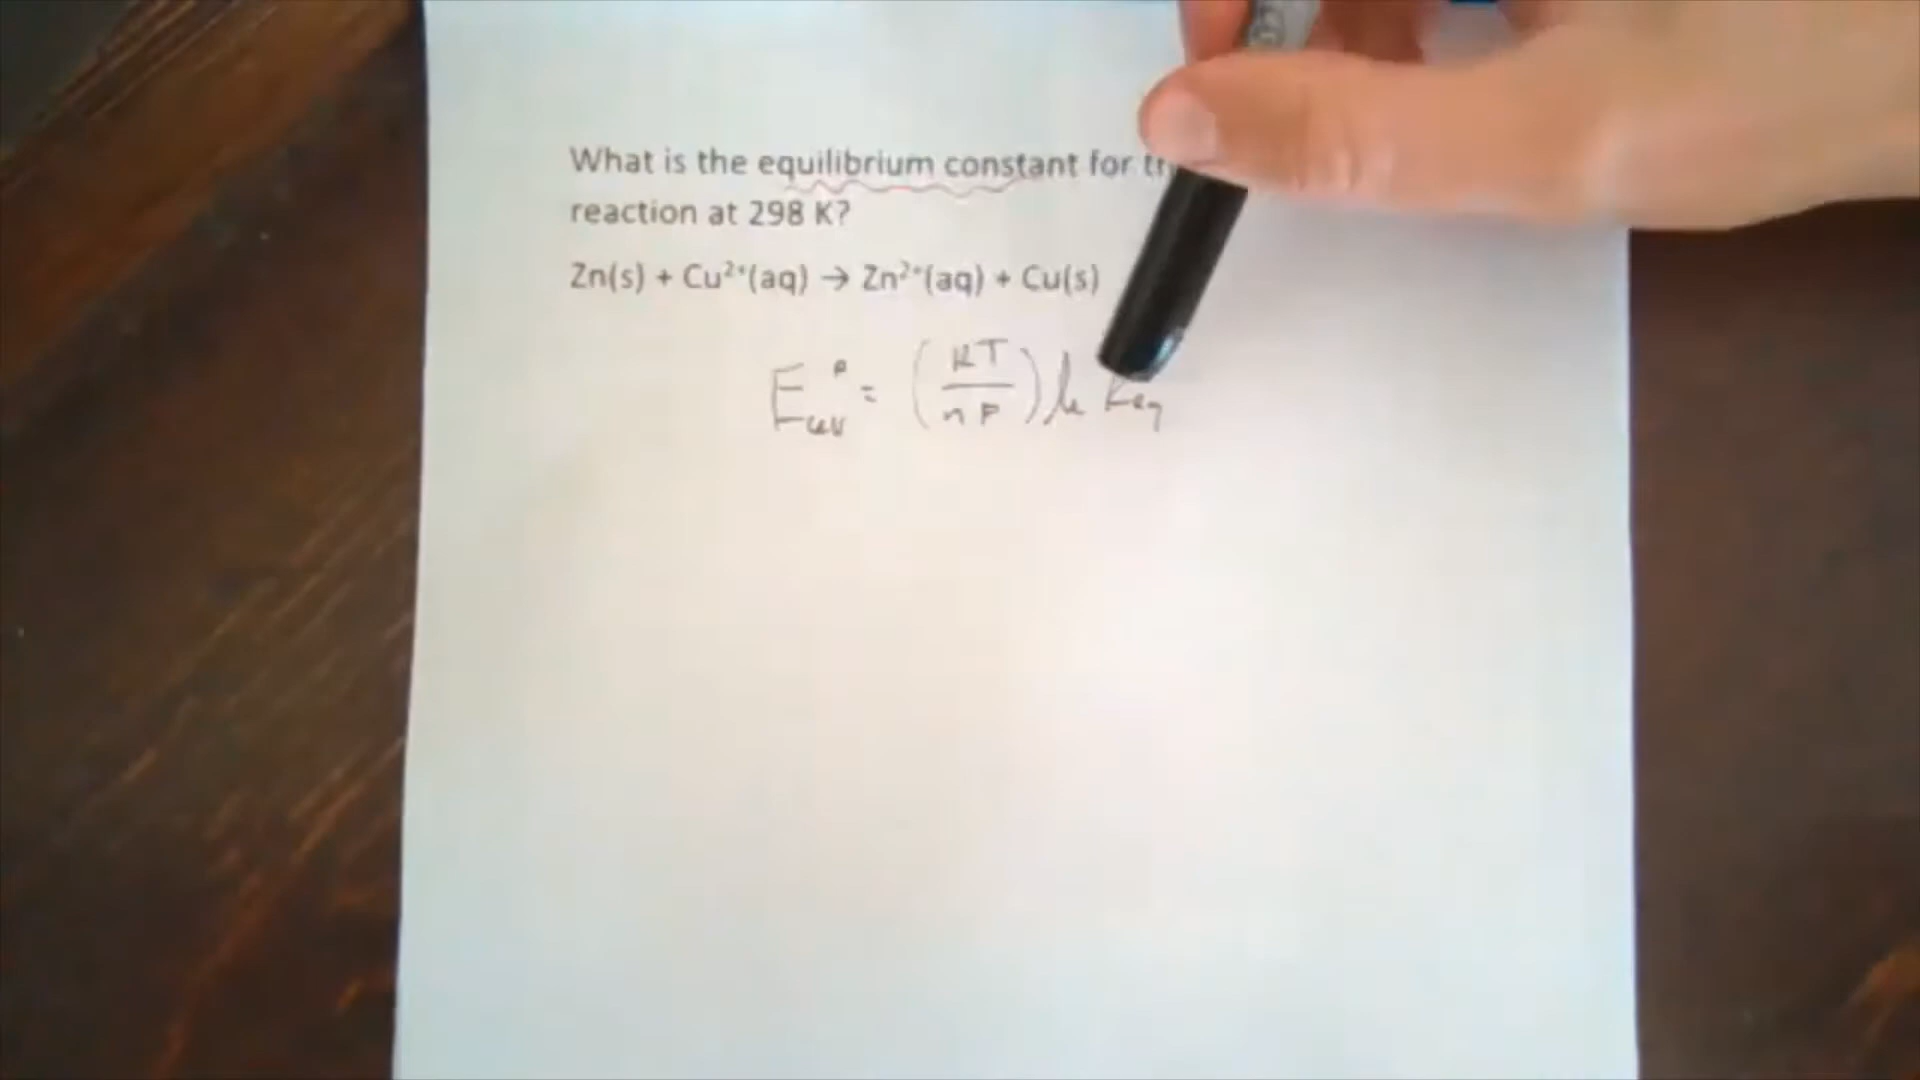 What is the equilibrium constant for
reaction at 298 K?
Zn(s) + Cu²⁺(aq) → Zn²⁺(aq) + Cu(s)
E°cell = (RT/nF) ln Keq